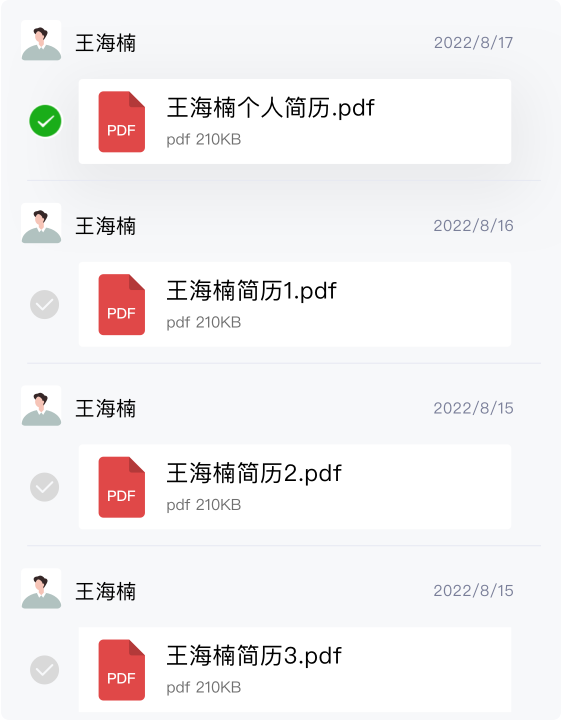 王海楠 2022/8/17
王海楠个人简历.pdf
PDF
pdf 210KB
王海楠 2022/8/16
王海楠简历1.pdf
PDF
pdf 210KB
王海楠 2022/8/15
王海楠简历2.pdf
PDF
pdf 210KB
王海楠 2022/8/15
王海楠简历3.pdf
PDF
pdf 210KB